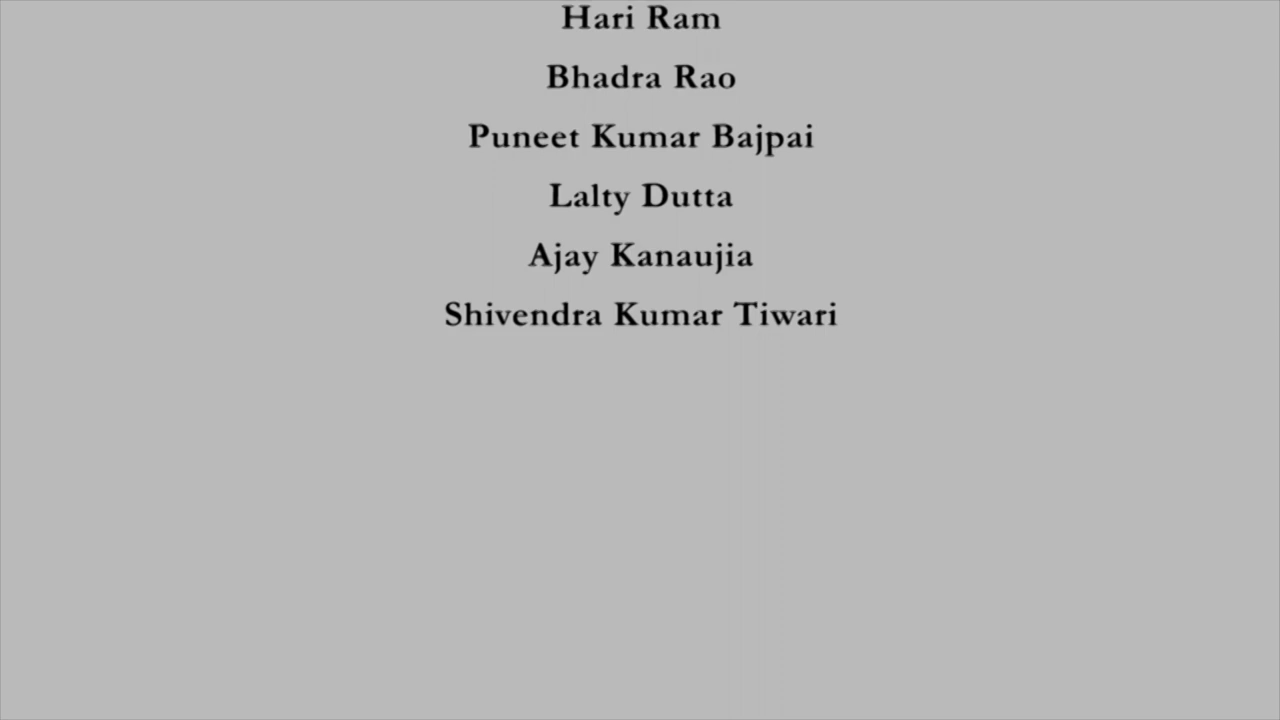 Hari Ram
Bhadra Rao
Puneet Kumar Bajpai
Lalty Dutta
Ajay Kanaujia
Shivendra Kumar Tiwari